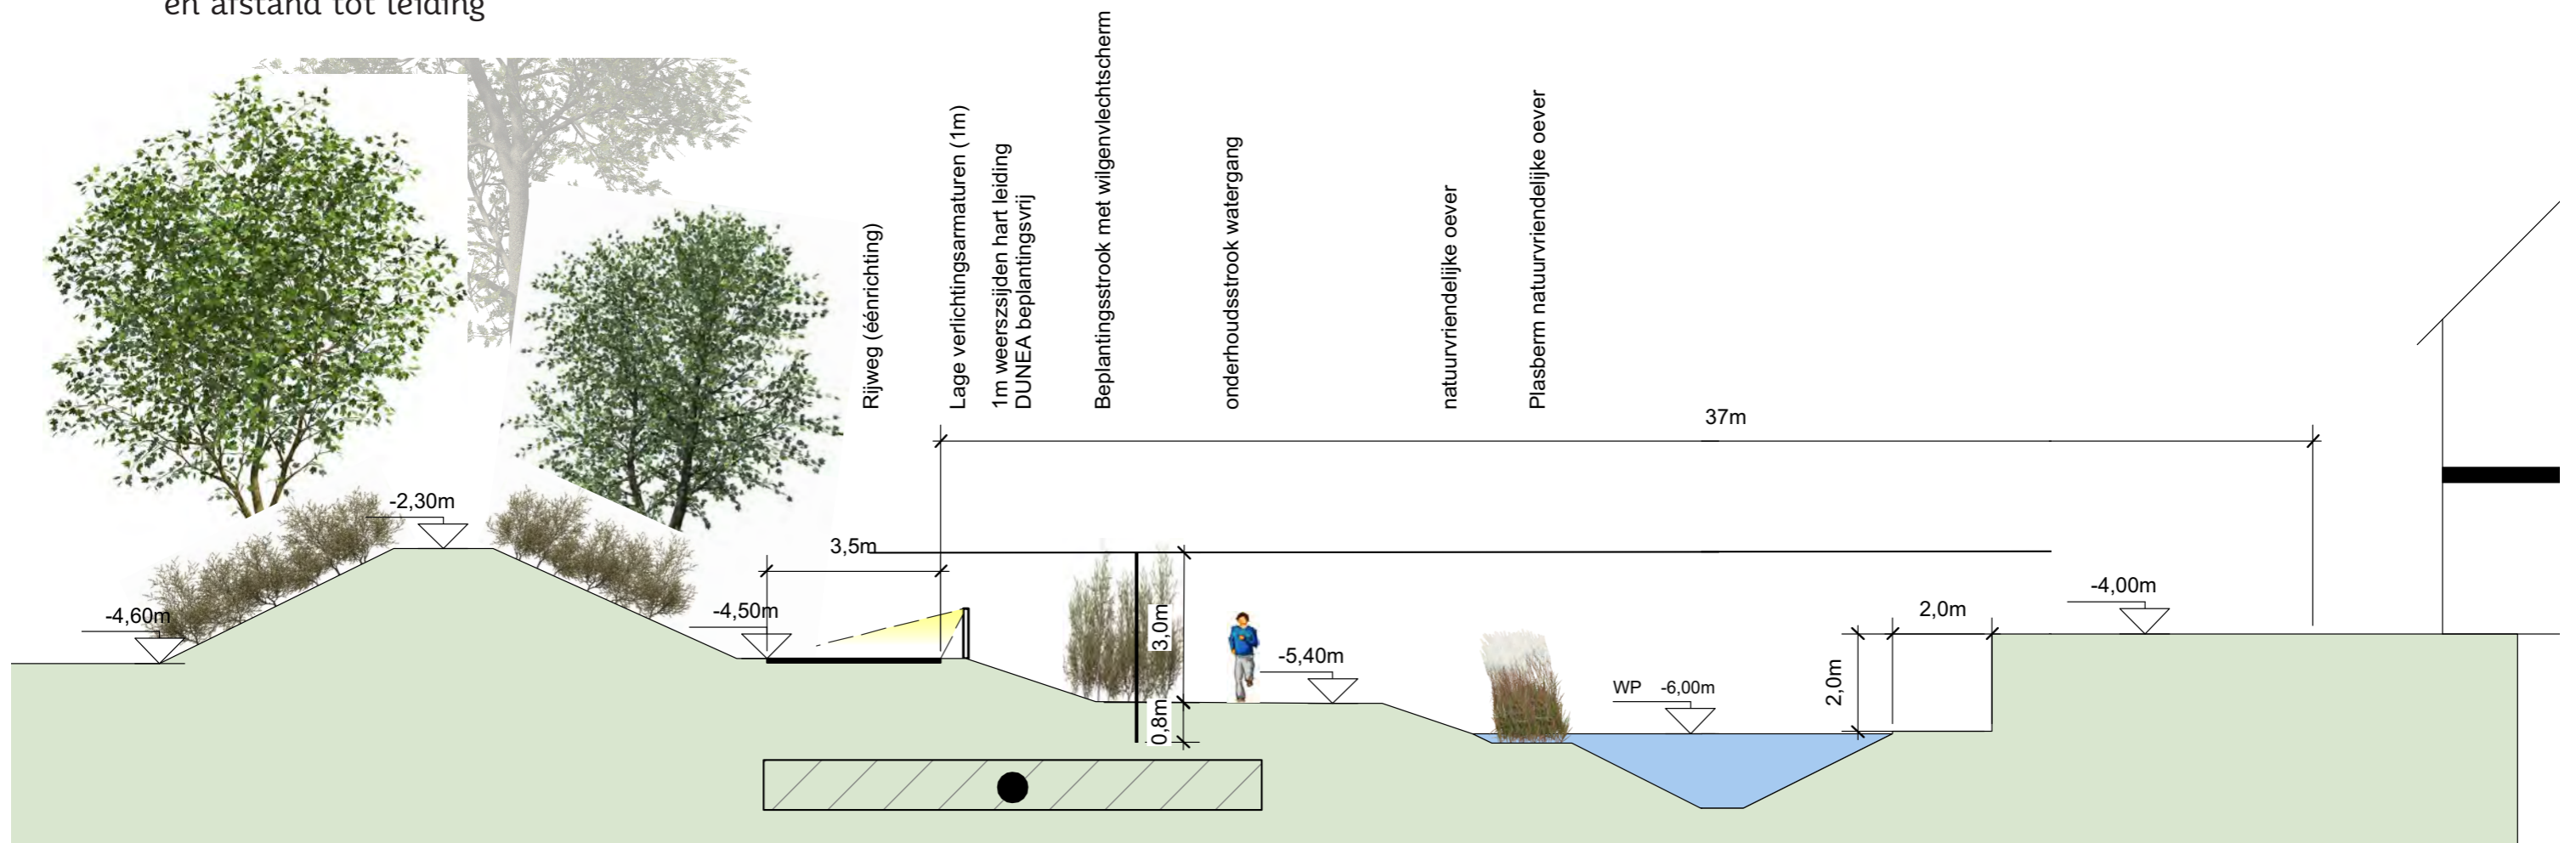 en afstand tot leiding
Rijweg (éénrichting)
Lage verlichtingsarmaturen (1m)
1m weerszsijden hart leiding
DUNEA beplantingsvrij
Beplantingsstrook met wilgenvlechtscherm
onderhoudsstrook watergang
natuurvriendelijke oever
Plasberm natuurvriendelijke oever
37m
-2,30m
3,5m
-4,60m
-4,50m
3,0m
-5,40m
0,8m
WP -6,00m
2,0m
2,0m
-4,00m